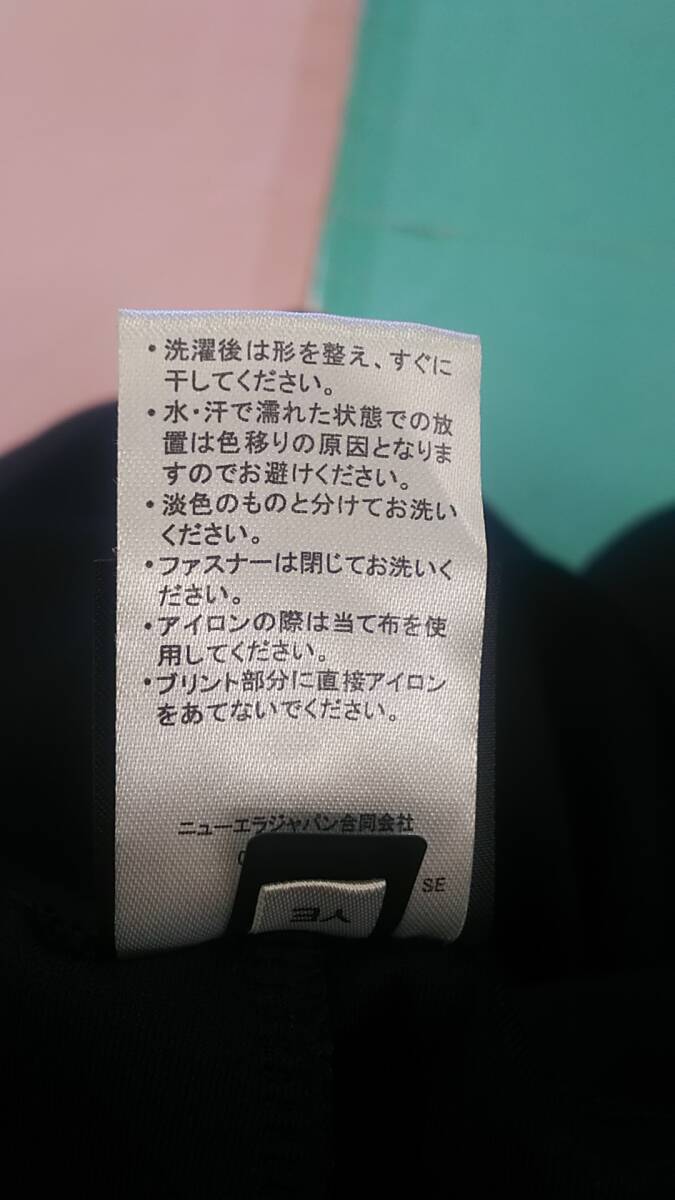 ・洗濯後は形を整え、すぐに
干してください。
・水・汗で濡れた状態での放
置は色移りの原因となりま
すのでお避けください。
・淡色のものと分けてお洗い
ください。
・ファスナーは閉じてお洗いく
ださい。
・アイロンの際は当て布を使
用してください。
・プリント部分に直接アイロン
をあてないでください。
ニューエラジャパン合同会社
SE